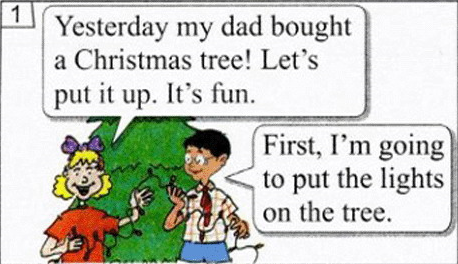 1
Yesterday my dad bought
a Christmas tree! Let's
put it up. It's fun.
First, I'm going
to put the lights
on the tree.